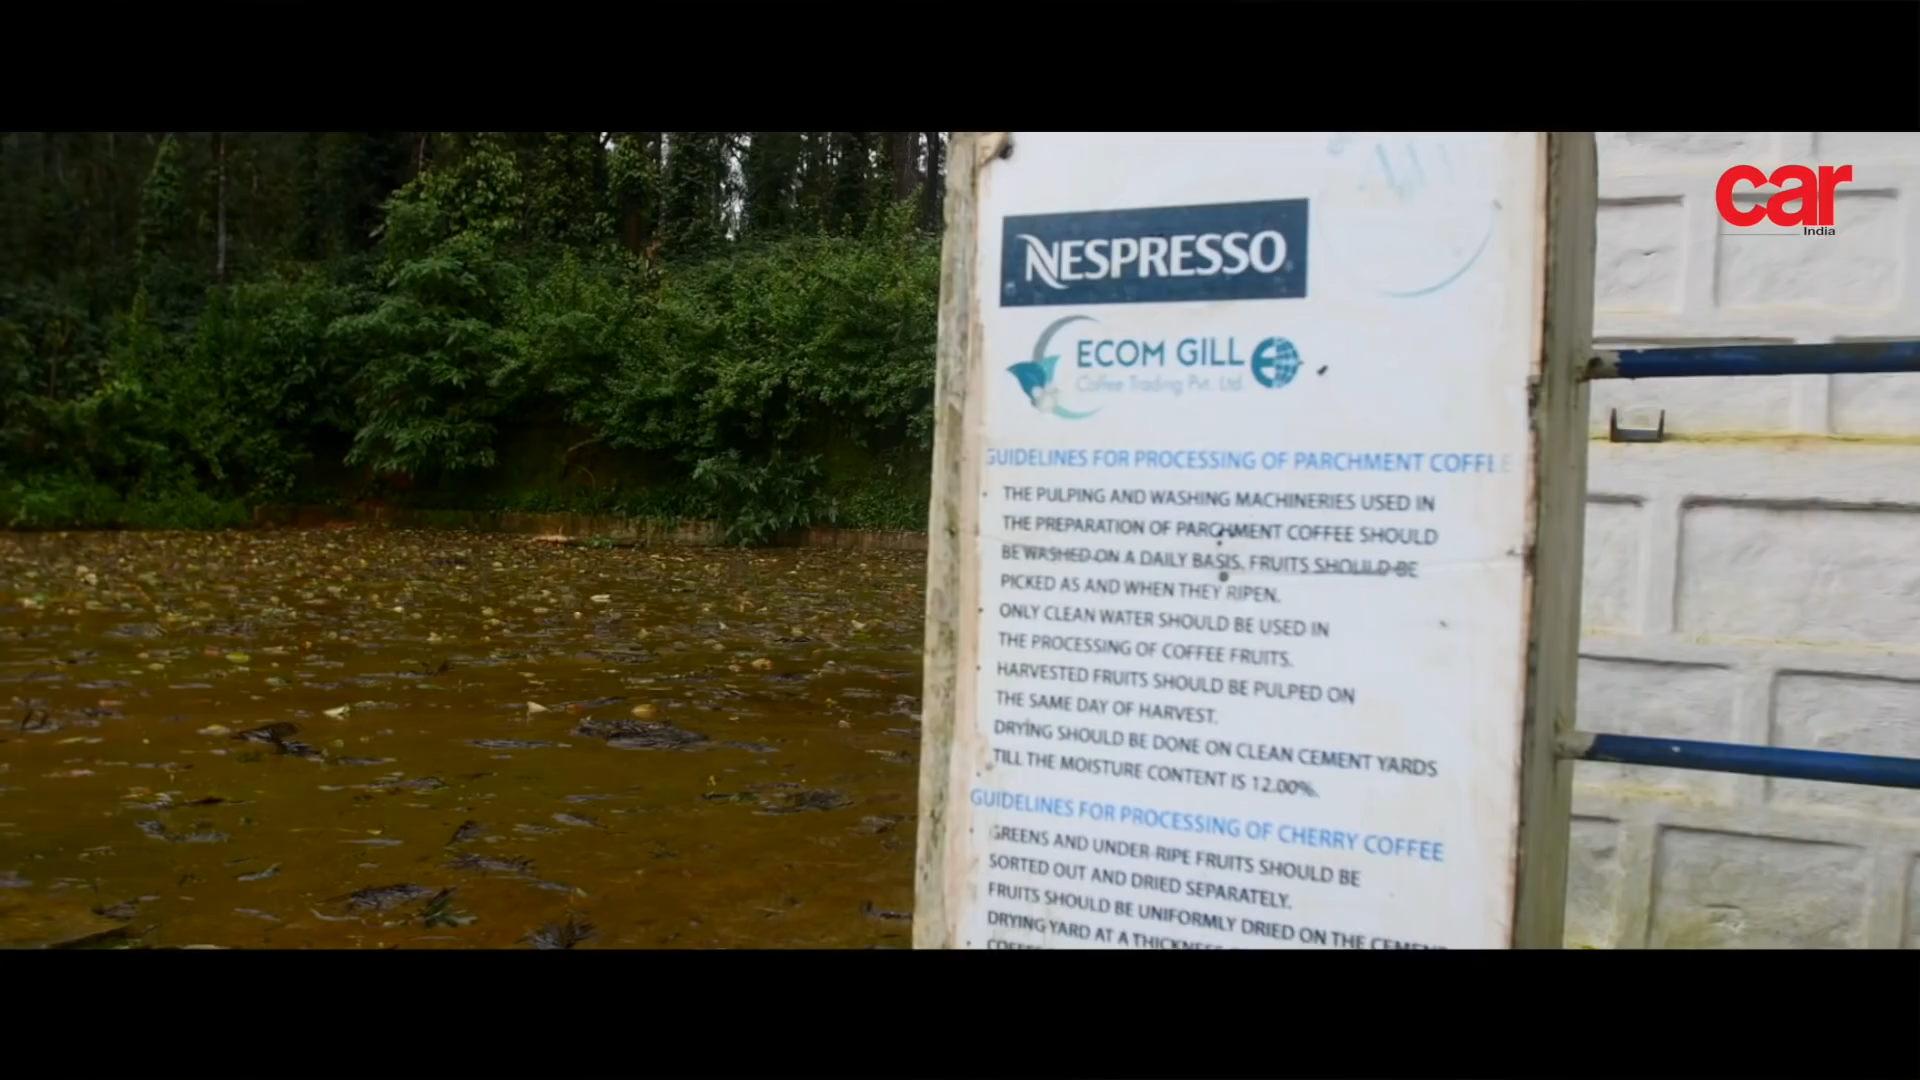 car
India
NESPRESSO
ECOM GILL
Coffee Trading Pvt. Ltd.
GUIDELINES FOR PROCESSING OF PARCHMENT COFFEE
• THE PULPING AND WASHING MACHINERIES USED IN
THE PREPARATION OF PARCHMENT COFFEE SHOULD
BE WASHED ON A DAILY BASIS. FRUITS SHOULD BE
PICKED AS AND WHEN THEY RIPEN.
• ONLY CLEAN WATER SHOULD BE USED IN
THE PROCESSING OF COFFEE FRUITS.
• HARVESTED FRUITS SHOULD BE PULPED ON
THE SAME DAY OF HARVEST.
DRYING SHOULD BE DONE ON CLEAN CEMENT YARDS
TILL THE MOISTURE CONTENT IS 12.00%.
GUIDELINES FOR PROCESSING OF CHERRY COFFEE
• GREENS AND UNDER-RIPE FRUITS SHOULD BE
SORTED OUT AND DRIED SEPARATELY.
FRUITS SHOULD BE UNIFORMLY DRIED ON THE CEMENT
DRYING YARD AT A THICKNESS